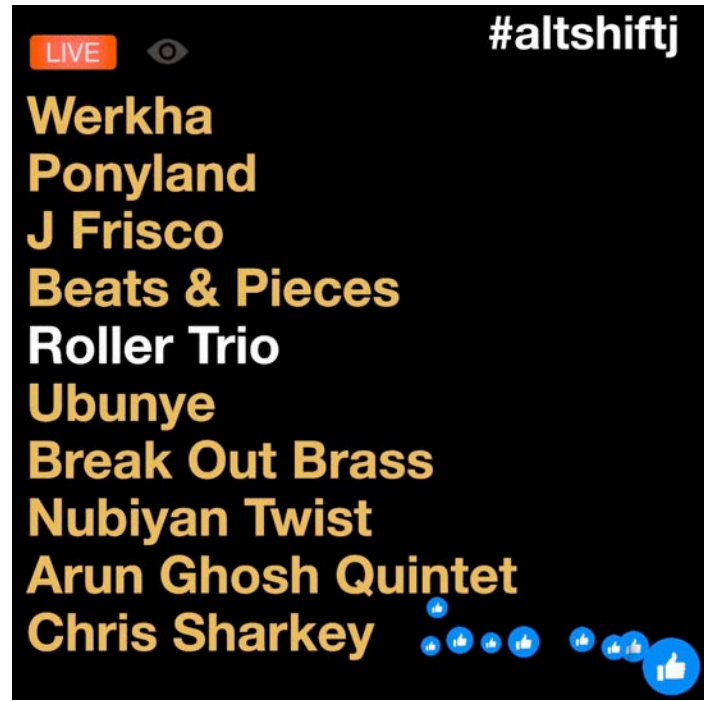 #altshiftj
LIVE
Werkha
Ponyland
J Frisco
Beats & Pieces
Roller Trio
Ubunye
Break Out Brass
Nubiyan Twist
Arun Ghosh Quintet
Chris Sharkey